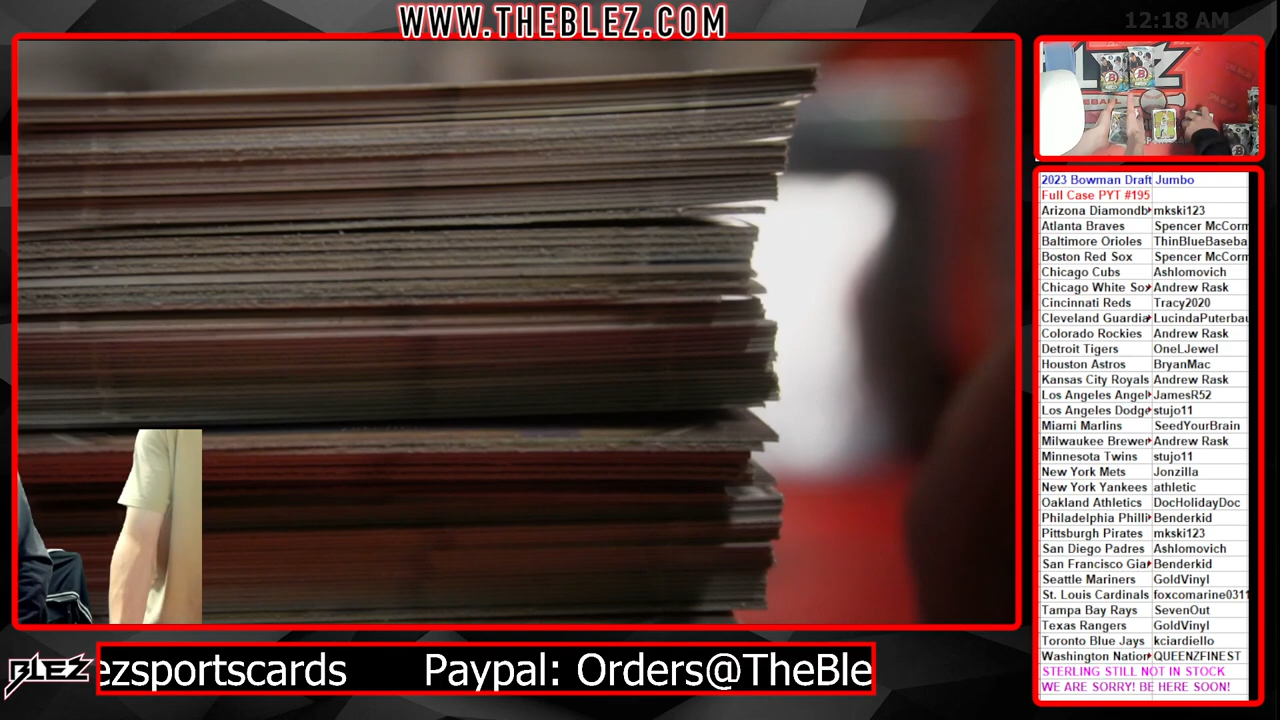 WWW.THEBLEZ.COM
12:18 AM
2023 Bowman Draft Jumbo
Full Case PYT #195
Arizona Diamondb mkski123
Atlanta Braves Spencer McCorm
Baltimore Orioles ThinBlueBaseba
Boston Red Sox Spencer McCorm
Chicago Cubs Ashlomovich
Chicago White Sox Andrew Rask
Cincinnati Reds Tracy2020
Cleveland Guardia LucindaPuterbau
Colorado Rockies Andrew Rask
Detroit Tigers OneLJewel
Houston Astros BryanMac
Kansas City Royals Andrew Rask
Los Angeles Angel JamesR52
Los Angeles Dodge stujo11
Miami Marlins SeedYourBrain
Milwaukee Brewer Andrew Rask
Minnesota Twins stujo11
New York Mets Jonzilla
New York Yankees athletic
Oakland Athletics DocHolidayDoc
Philadelphia Philli Benderkid
Pittsburgh Pirates mkski123
San Diego Padres Ashlomovich
San Francisco Gia Benderkid
Seattle Mariners GoldVinyl
St. Louis Cardinals foxcomarine0311
Tampa Bay Rays SevenOut
Texas Rangers GoldVinyl
Toronto Blue Jays kciardiello
Washington Nation QUEENZFINEST
STERLING STILL NOT IN STOCK
WE ARE SORRY! BE HERE SOON!
BLEZ
ezsportscards Paypal: Orders@TheBle